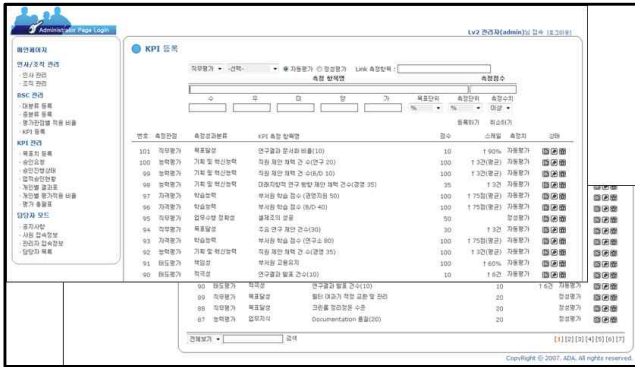 Administrator Page Login
Lv2 관리자(admin)님 접속 [로그아웃]
메인페이지
인사/조직 관리
· 인사 관리
· 조직 관리
BSC 관리
· 대분류 등록
· 중분류 등록
· 평가관점별 적용 비율
· KPI 등록
KPI 관리
· 목표치 등록
· 승인요청
· 승인진행상태
· 업적승인현황
· 개인별 결과표
· 개인별 평가적용 비율
· 평가 총괄표
담당자 모드
· 공지사항
· 사원 접속정보
· 관리자 접속정보
· 담당자 목록
KPI 등록
직무평가 -선택- 자동평가 정성평가 Link 측정항목 :
측정 항목명 측정점수
수 우 미 양 가 목표단위 측정단위 측정수치
% % 이상
등록하기 취소하기
번호 측정관점 측정성과분류 KPI 측정 항목명 점수 스케일 측정치 상태
101 직무평가 목표달성 연구결과 문서화 비율(10) 10 ↑90% 자동평가
100 능력평가 기획 및 혁신능력 직원 제안 채택 건수(연구 20) 100 ↑3건(평균) 자동평가
99 능력평가 기획 및 혁신능력 직원 제안 채택 건수(B/D 10) 100 ↑3건(평균) 자동평가
98 능력평가 기획 및 혁신능력 미래지향적 연구 방향 제안 채택 건수(경영 35) 35 ↑3건 자동평가
97 자격평가 학습능력 부서원 학습 점수(경영지원 50) 100 ↑75점(평균) 자동평가
96 자격평가 학습능력 부서원 학습 점수(B/D 40) 100 ↑75점(평균) 자동평가
95 직무평가 업무수행 정확성 결제조의 성공 50 정성평가
94 직무평가 목표달성 주요 연구 제안 건수(30) 30 ↑3건 자동평가
93 자격평가 학습능력 부서원 학습 점수(연구소 80) 100 ↑75점(평균) 자동평가
92 능력평가 기획 및 혁신능력 직원 제안 채택 건수(경영 35) 100 ↑3건(평균) 자동평가
91 태도평가 책임성 부서원 고용유지 100 ↑60% 자동평가
90 태도평가 적극성 연구결과 발표 건수(10) 10 ↑6건 자동평가
90 태도평가 적극성 연구결과 발표 건수(10) 10 ↑6건 자동평가
89 직무평가 목표달성 필터 여과기 적정 교환 및 관리 20 정성평가
88 직무평가 목표달성 크린룸 정리정돈 수준 20 정성평가
87 능력평가 업무지식 Documentation 품질(20) 20 정성평가
전체보기 검색 [1][2][3][4][5][6][7]
CopyRight © 2007. ADA. All rights reserved.